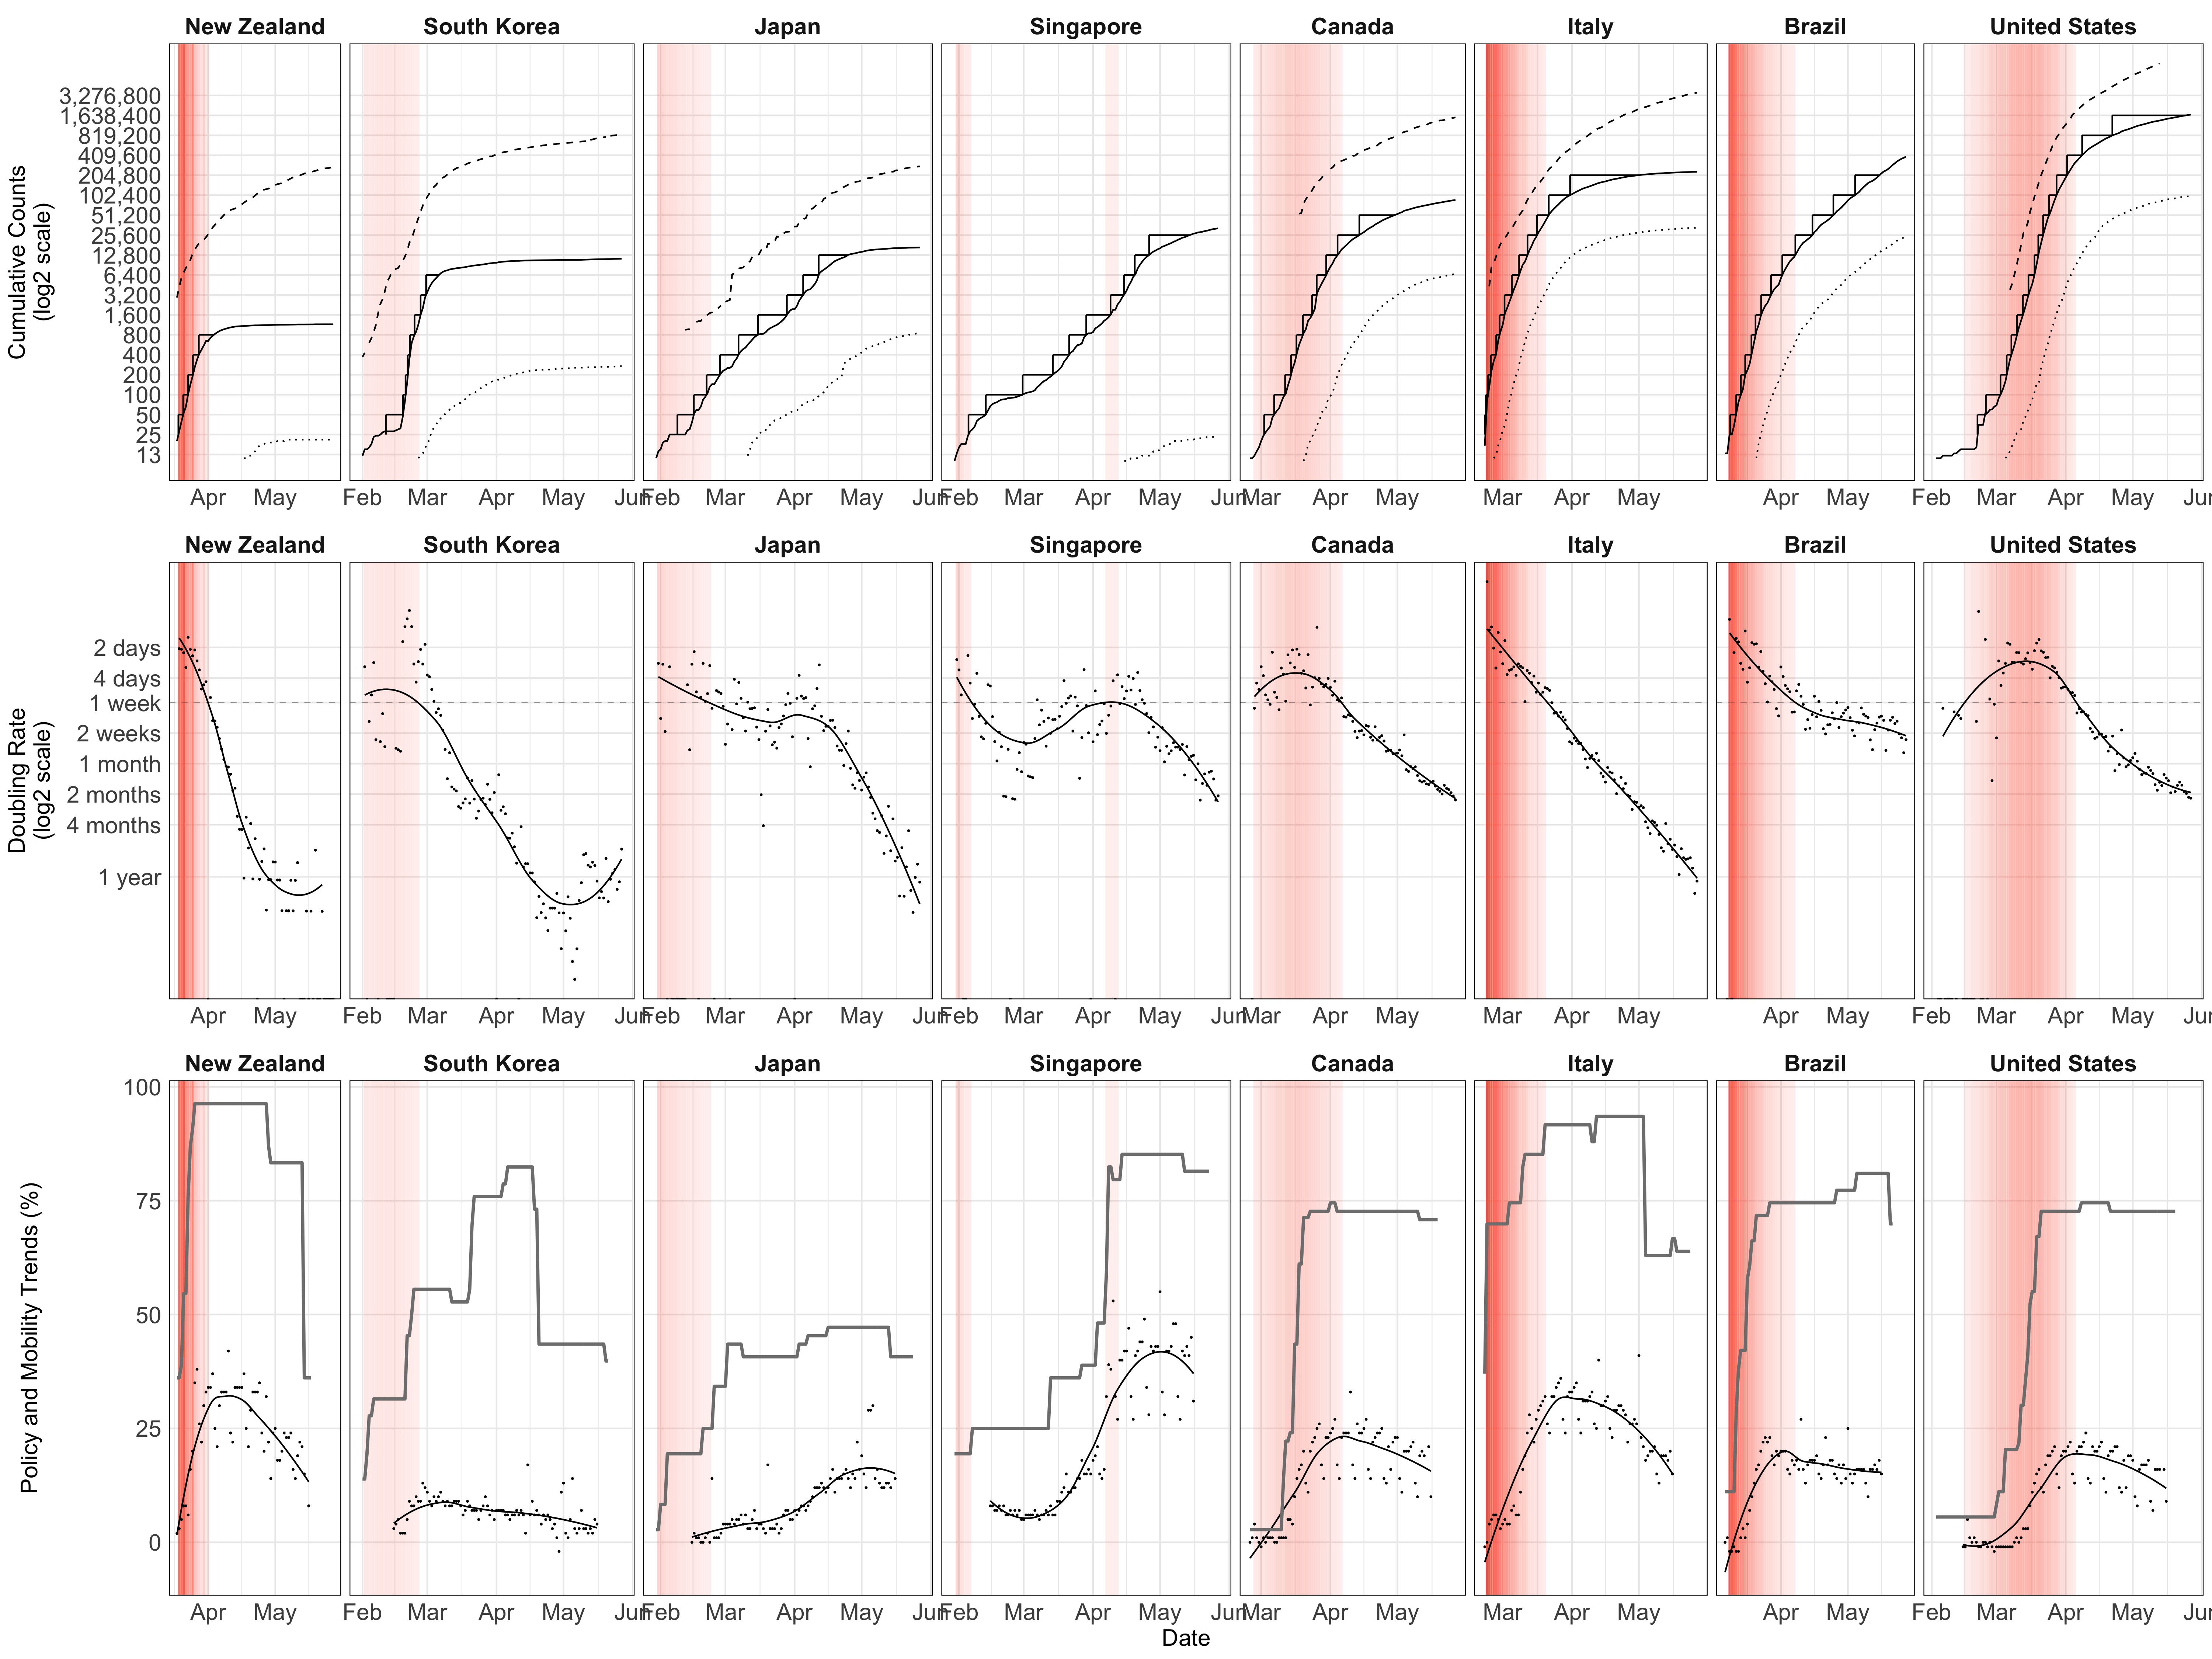 New Zealand South Korea Japan Singapore Canada Italy Brazil United States
Cumulative Counts
(log2 scale)
3,276,800
1,638,400
819,200
409,600
204,800
102,400
51,200
25,600
12,800
6,400
3,200
1,600
800
400
200
100
50
25
13
Apr May Feb Mar Apr May Jun Feb Mar Apr May Jun Feb Mar Apr May Jun Mar Apr May Mar Apr May Apr May Feb Mar Apr May Jun
New Zealand South Korea Japan Singapore Canada Italy Brazil United States
Doubling Rate
(log2 scale)
2 days
4 days
1 week
2 weeks
1 month
2 months
4 months
1 year
Apr May Feb Mar Apr May Jun Feb Mar Apr May Jun Feb Mar Apr May Jun Mar Apr May Mar Apr May Apr May Feb Mar Apr May Jun
New Zealand South Korea Japan Singapore Canada Italy Brazil United States
Policy and Mobility Trends (%)
100
75
50
25
0
Apr May Feb Mar Apr May Jun Feb Mar Apr May Jun Feb Mar Apr May Jun Mar Apr May Mar Apr May Apr May Feb Mar Apr May Jun
Date